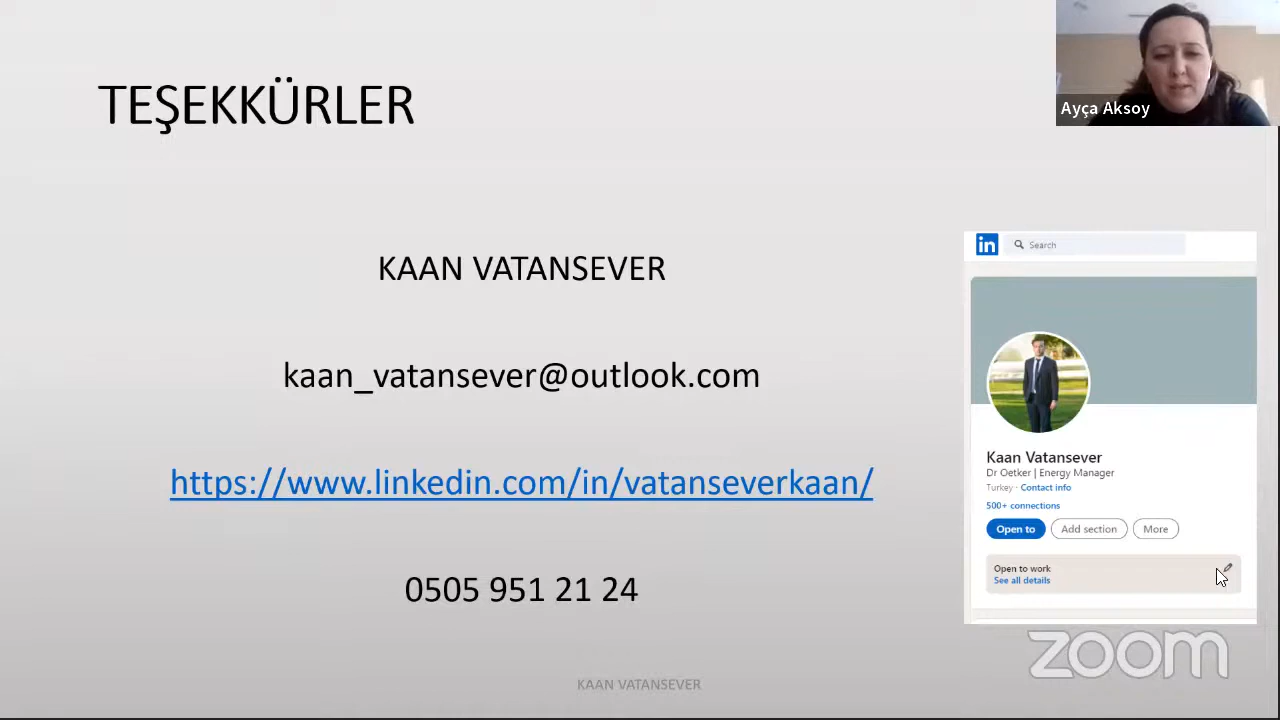 TEŞEKKÜRLER
Ayça Aksoy
KAAN VATANSEVER
kaan_vatansever@outlook.com
https://www.linkedin.com/in/vatanseverkaan/
0505 951 21 24
in
Search
Kaan Vatansever
Dr Oetker | Energy Manager
Turkey · Contact info
500+ connections
Open to Add section More
Open to work
See all details
zoom
KAAN VATANSEVER